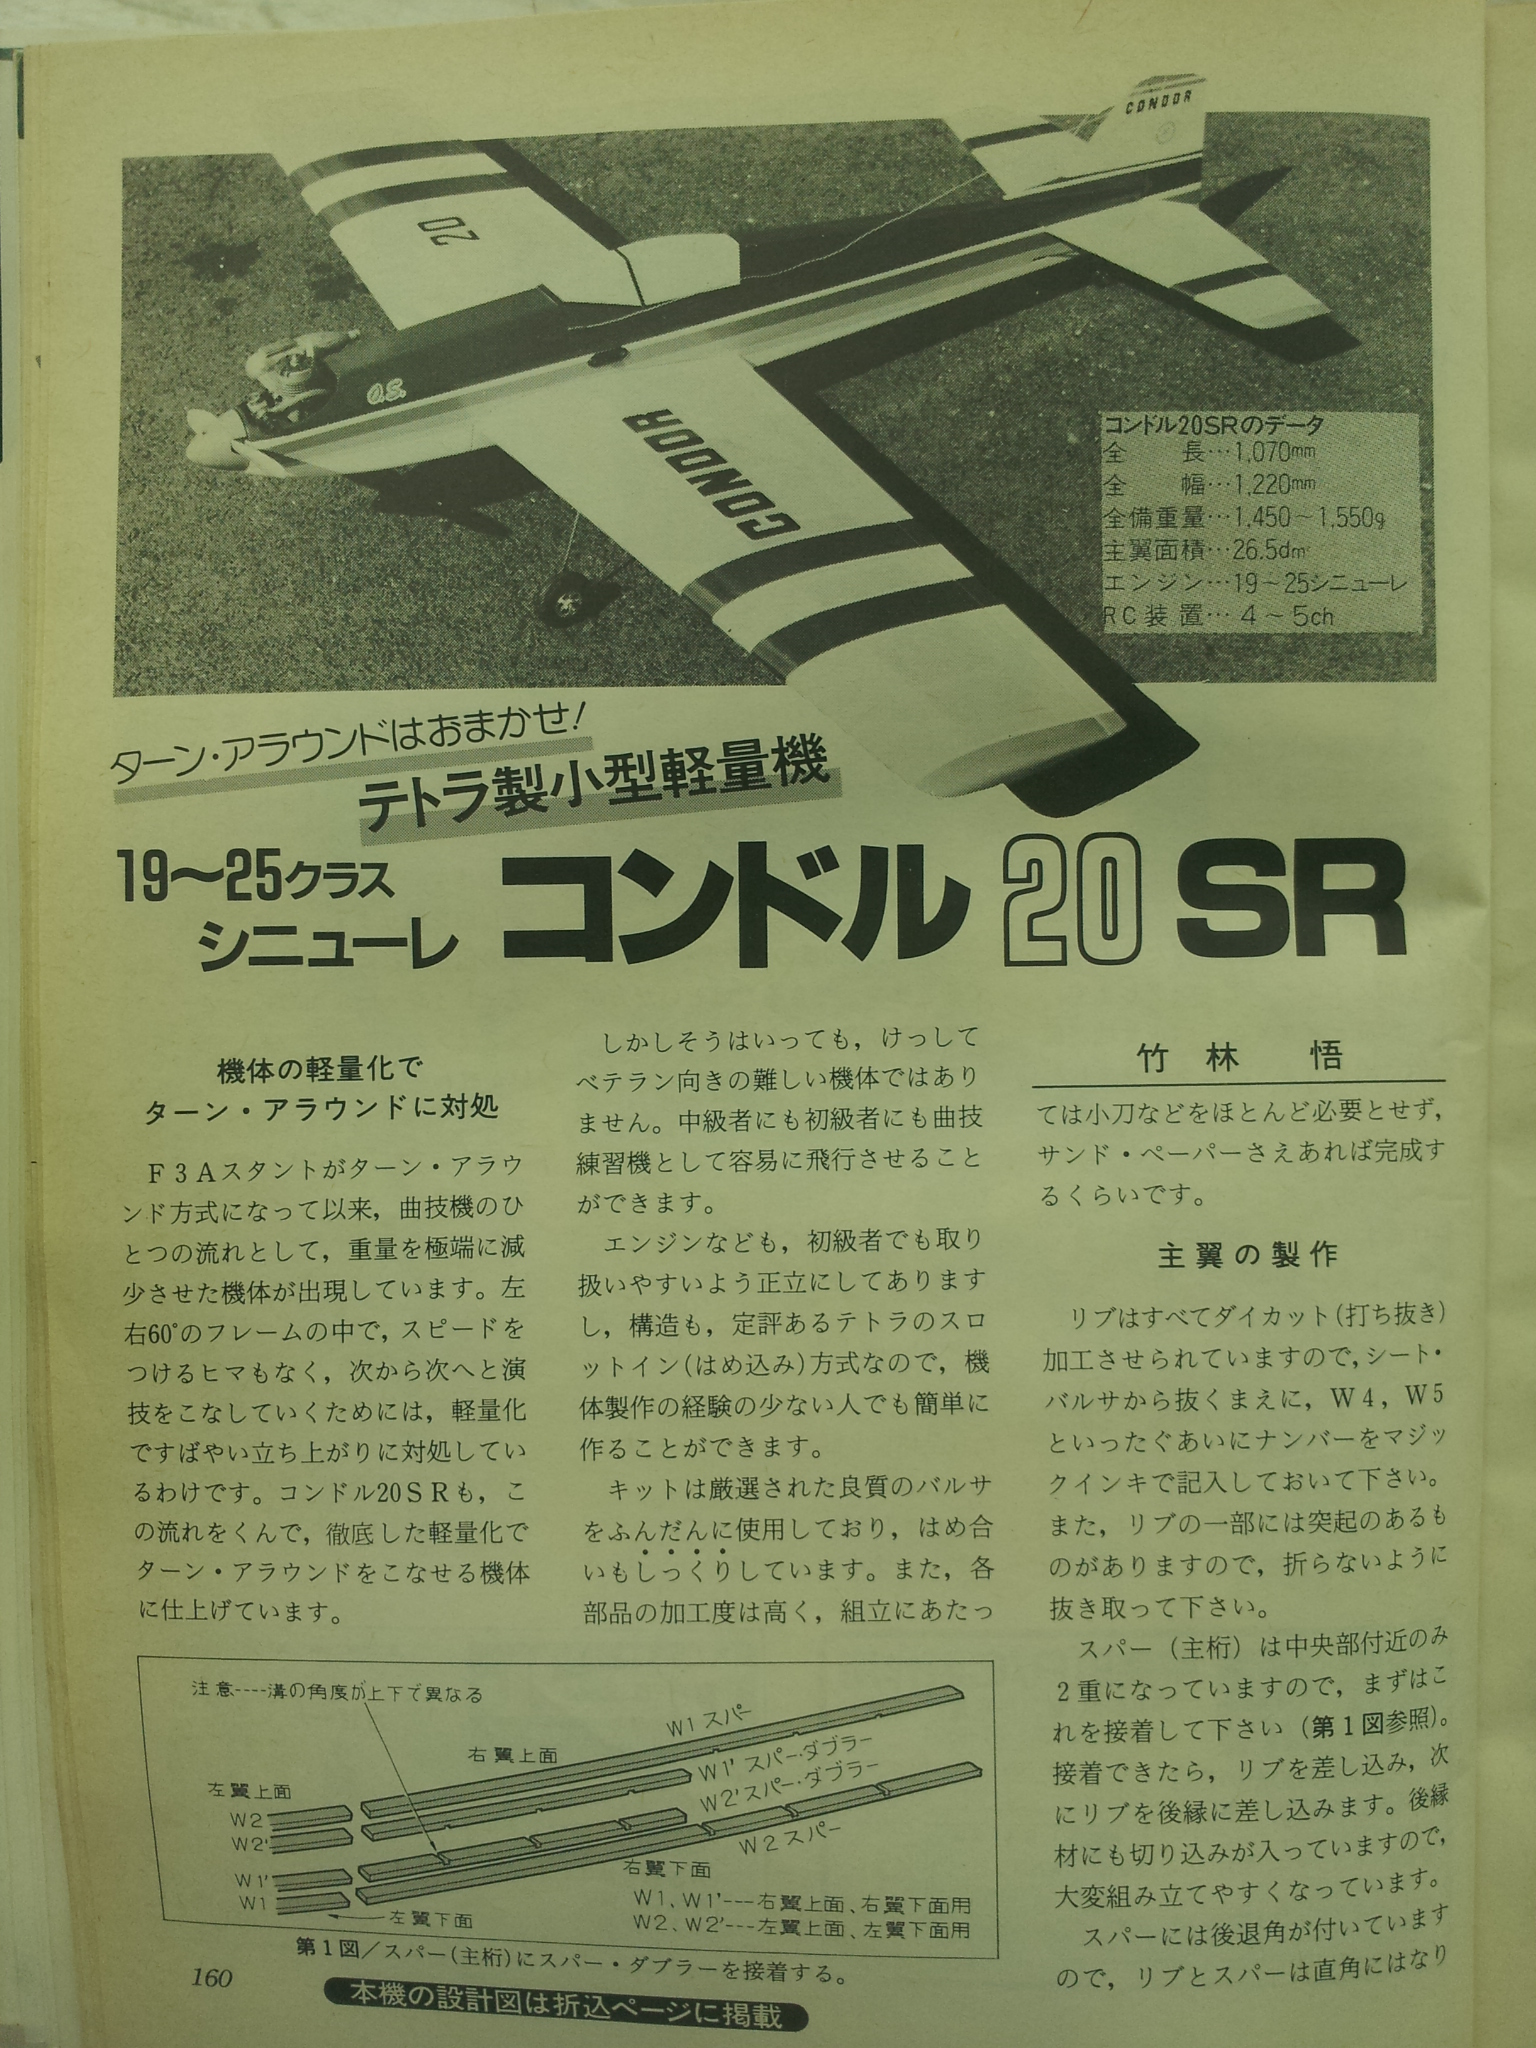 CONDOR
20
O.S.
CONDOR
コンドル20SRのデータ
全長…1,070mm
全幅…1,220mm
全備重量…1,450～1,550g
主翼面積…26.5dm²
エンジン…19～25シニューレ
RC装置…4～5ch
ターン・アラウンドはおまかせ!
テトラ製小型軽量機
19～25クラス
シニューレ
コンドル20SR
機体の軽量化で
ターン・アラウンドに対処
F3Aスタントがターン・アラウ
ンド方式になって以来，曲技機のひ
とつの流れとして，重量を極端に減
少させた機体が出現しています。左
右60°のフレームの中で，スピードを
つけるヒマもなく，次から次へと演
技をこなしていくためには，軽量化
ですばやい立ち上がりに対処してい
るわけです。コンドル20SRも，こ
の流れをくんで，徹底した軽量化で
ターン・アラウンドをこなせる機体
に仕上げています。
しかしそうはいっても，けっして
ベテラン向きの難しい機体ではあり
ません。中級者にも初級者にも曲技
練習機として容易に飛行させること
ができます。
エンジンなども，初級者でも取り
扱いやすいよう正立にしてあります
し，構造も，定評あるテトラのスロ
ットイン(はめ込み)方式なので，機
体製作の経験の少ない人でも簡単に
作ることができます。
キットは厳選された良質のバルサ
をふんだんに使用しており，はめ合
いもしっくりしています。また，各
部品の加工度は高く，組立にあたっ
竹林 悟
ては小刀などをほとんど必要とせず，
サンド・ペーパーさえあれば完成す
るくらいです。
主翼の製作
リブはすべてダイカット(打ち抜き)
加工させられていますので，シート・
バルサから抜くまえに，W4，W5
といったぐあいにナンバーをマジッ
クインキで記入しておいて下さい。
また，リブの一部には突起のあるも
のがありますので，折らないように
抜き取って下さい。
スパー（主桁）は中央部付近のみ
2重になっていますので，まずはこ
れを接着して下さい（第1図参照）。
接着できたら，リブを差し込み，次
にリブを後縁に差し込みます。後縁
材にも切り込みが入っていますので，
大変組み立てやすくなっています。
スパーには後退角が付いています
ので，リブとスパーは直角にはなり
注意----溝の角度が上下で異なる
W1 スパー
右翼上面
W1' スパー・ダブラー
左翼上面
W2' スパー・ダブラー
W2
W2'
W2 スパー
W1'
右翼下面
W1
左翼下面
W1、W1'---右翼上面、右翼下面用
W2、W2'---左翼上面、左翼下面用
第1図／スパー(主桁)にスパー・ダブラーを接着する。
160
本機の設計図は折込ページに掲載